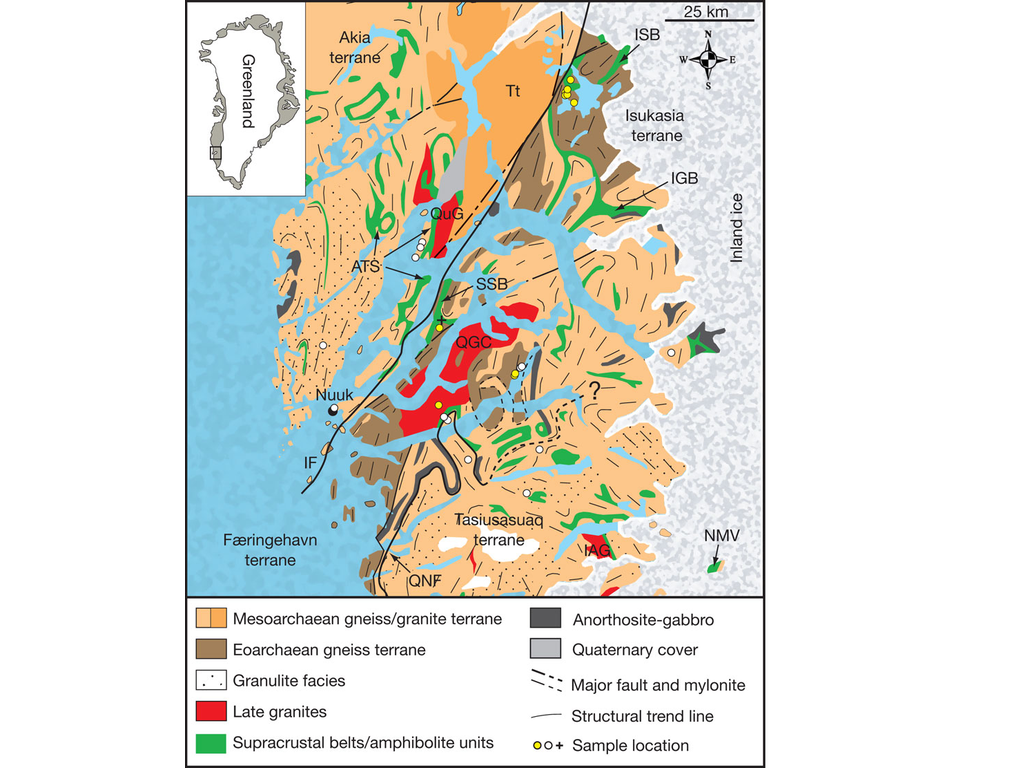 Greenland
Akia
terrane
Tt
25 km
N
W
E
S
ISB
Isukasia
terrane
IGB
Inland ice
QuG
ATS
SSB
QGC
Nuuk
?
IF
Færingehavn
terrane
Tasiusasuaq
terrane
IAG
NMV
QNF
Mesoarchaean gneiss/granite terrane
Eoarchaean gneiss terrane
Granulite facies
Late granites
Supracrustal belts/amphibolite units
Anorthosite-gabbro
Quaternary cover
Major fault and mylonite
Structural trend line
Sample location